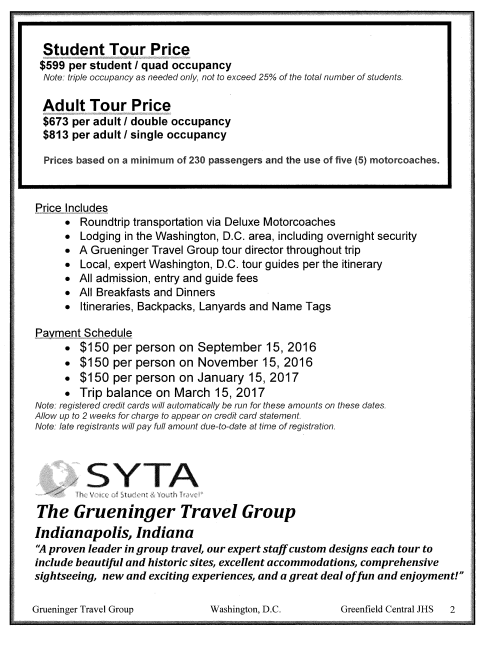 Student Tour Price
$599 per student / quad occupancy
Note: triple occupancy as needed only, not to exceed 25% of the total number of students.
Adult Tour Price
$673 per adult / double occupancy
$813 per adult / single occupancy
Prices based on a minimum of 230 passengers and the use of five (5) motorcoaches.
Price Includes
• Roundtrip transportation via Deluxe Motorcoaches
• Lodging in the Washington, D.C. area, including overnight security
• A Grueninger Travel Group tour director throughout trip
• Local, expert Washington, D.C. tour guides per the itinerary
• All admission, entry and guide fees
• All Breakfasts and Dinners
• Itineraries, Backpacks, Lanyards and Name Tags
Payment Schedule
• $150 per person on September 15, 2016
• $150 per person on November 15, 2016
• $150 per person on January 15, 2017
• Trip balance on March 15, 2017
Note: registered credit cards will automatically be run for these amounts on these dates.
Allow up to 2 weeks for charge to appear on credit card statement.
Note: late registrants will pay full amount due-to-date at time of registration.
SYTA
The Voice of Student & Youth Travel®
The Grueninger Travel Group
Indianapolis, Indiana
"A proven leader in group travel, our expert staff custom designs each tour to
include beautiful and historic sites, excellent accommodations, comprehensive
sightseeing, new and exciting experiences, and a great deal of fun and enjoyment!"
Grueninger Travel Group Washington, D.C. Greenfield Central JHS 2